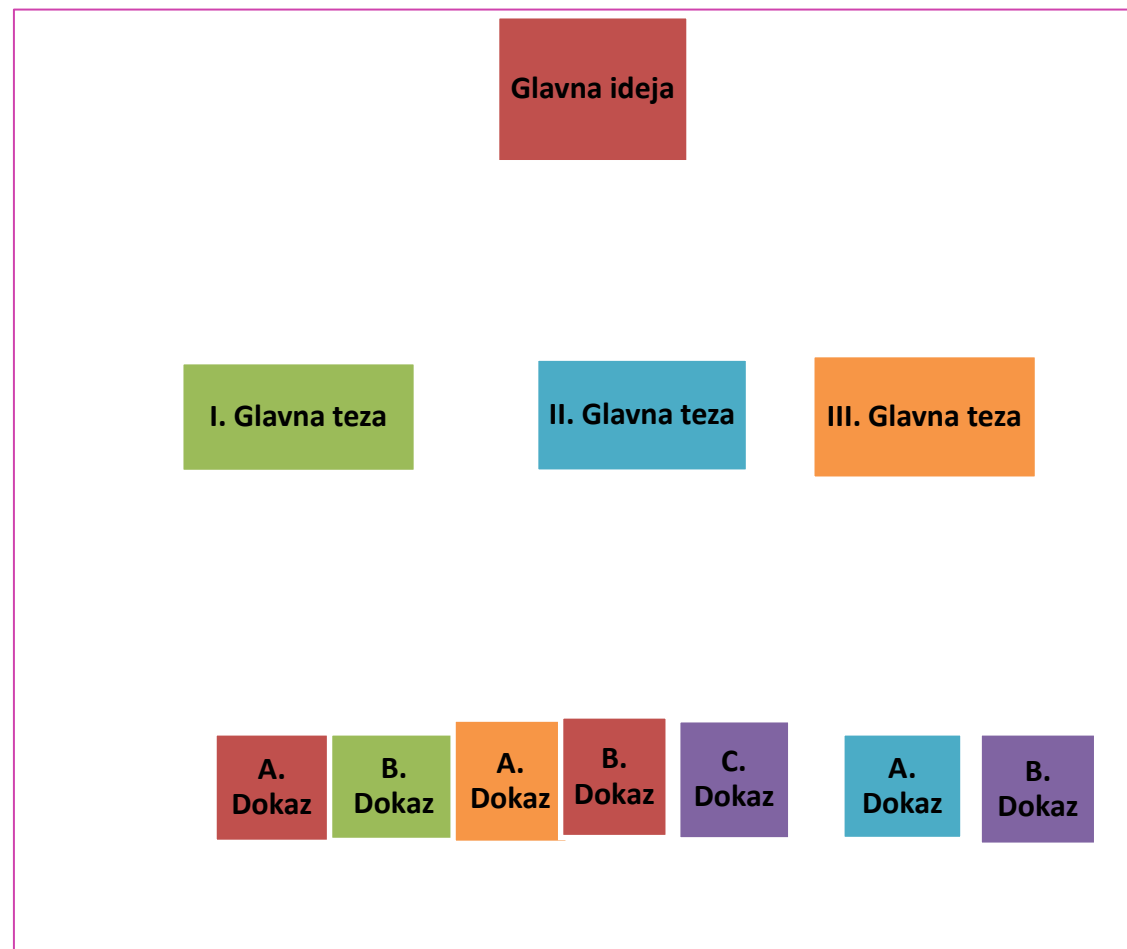 Glavna ideja
I. Glavna teza
II. Glavna teza
III. Glavna teza
A.
Dokaz
B.
Dokaz
A.
Dokaz
B.
Dokaz
C.
Dokaz
A.
Dokaz
B.
Dokaz